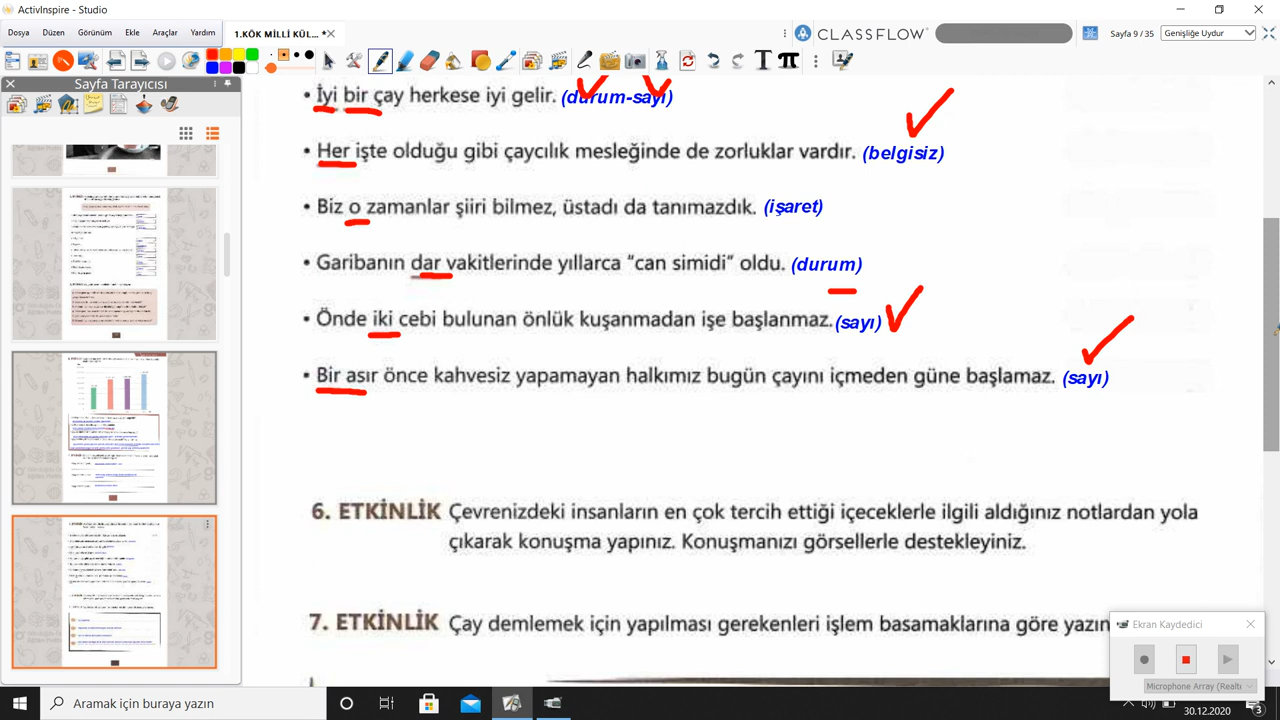 ActivInspire - Studio
Dosya Düzen Görünüm Ekle Araçlar Yardım
1.KÖK MİLLİ KÜL... *
CLASSFLOW
Sayfa 9 / 35
Genişliğe Uydur
Sayfa Tarayıcısı
• İyi bir çay herkese iyi gelir. (durum-sayı)
• Her işte olduğu gibi çaycılık mesleğinde de zorluklar vardır. (belgisiz)
• Biz o zamanlar şiiri bilmez, üstadı da tanımazdık. (işaret)
• Garibanın dar vakitlerinde yıllarca “can simidi” oldu. (durum)
• Önde iki cebi bulunan önlük kuşanmadan işe başlanmaz. (sayı)
• Bir asır önce kahvesiz yapamayan halkımız bugün çayını içmeden güne başlamaz. (sayı)
6. ETKİNLİK Çevrenizdeki insanların en çok tercih ettiği içeceklerle ilgili aldığınız notlardan yola
çıkarak konuşma yapınız. Konuşmanızı görsellerle destekleyiniz.
7. ETKİNLİK Çay demlemek için yapılması gerekenleri işlem basamaklarına göre yazın
Ekran Kaydedici
Microphone Array (Realt
Aramak için buraya yazın
30.12.2020
3